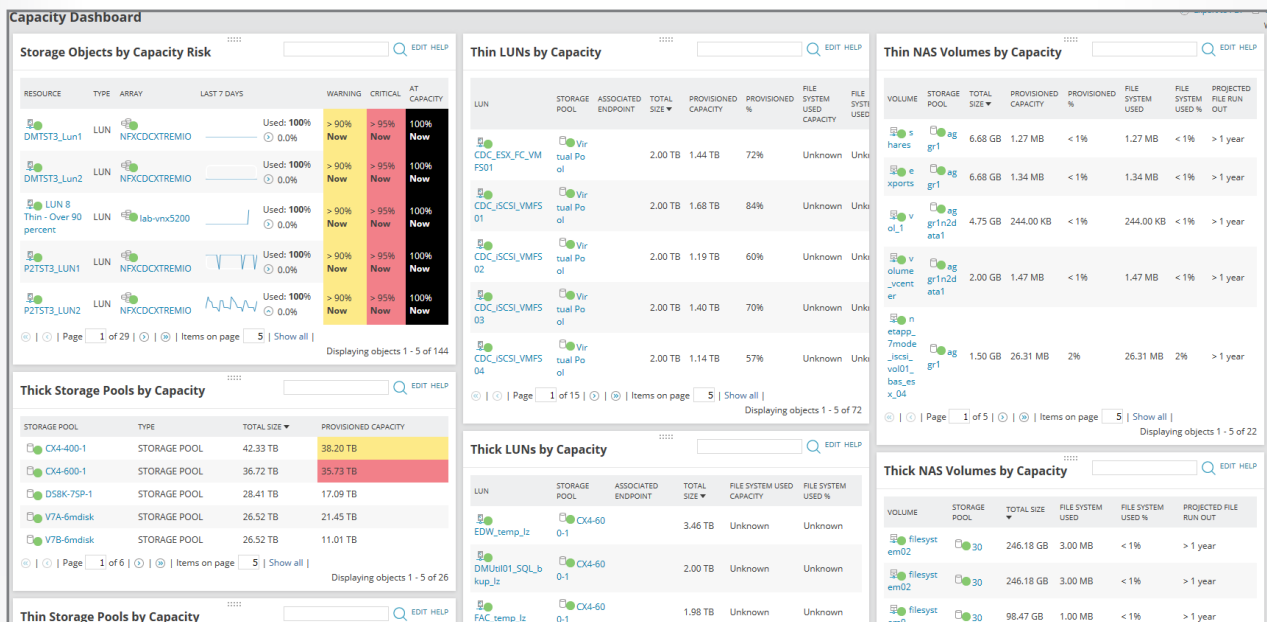 Capacity Dashboard
Storage Objects by Capacity Risk
EDIT HELP
RESOURCE TYPE ARRAY LAST 7 DAYS WARNING CRITICAL AT CAPACITY
DMTST3_Lun1 LUN NFXCDCXTREMIO Used: 100% 0.0% > 90% Now > 95% Now 100% Now
DMTST3_Lun2 LUN NFXCDCXTREMIO Used: 100% 0.0% > 90% Now > 95% Now 100% Now
LUN 8 Thin - Over 90 percent LUN lab-vnx5200 Used: 100% 0.0% > 90% Now > 95% Now 100% Now
P2TST3_LUN1 LUN NFXCDCXTREMIO Used: 100% 0.0% > 90% Now > 95% Now 100% Now
P2TST3_LUN2 LUN NFXCDCXTREMIO Used: 100% 0.0% > 90% Now > 95% Now 100% Now
| Page 1 of 29 | | Items on page 5 | Show all |
Displaying objects 1 - 5 of 144
Thick Storage Pools by Capacity
EDIT HELP
STORAGE POOL TYPE TOTAL SIZE ▼ PROVISIONED CAPACITY
CX4-400-1 STORAGE POOL 42.33 TB 38.20 TB
CX4-600-1 STORAGE POOL 36.72 TB 35.73 TB
DS8K-7SP-1 STORAGE POOL 28.41 TB 17.09 TB
V7A-6mdisk STORAGE POOL 26.52 TB 21.45 TB
V7B-6mdisk STORAGE POOL 26.52 TB 11.01 TB
| Page 1 of 6 | | Items on page 5 | Show all |
Displaying objects 1 - 5 of 26
Thin Storage Pools by Capacity
EDIT HELP
Thin LUNs by Capacity
EDIT HELP
LUN STORAGE POOL ASSOCIATED ENDPOINT TOTAL SIZE ▼ PROVISIONED CAPACITY PROVISIONED % FILE SYSTEM USED CAPACITY FILE SYSTE USED
CDC_ESX_FC_VMFS01 Virtual Pool 2.00 TB 1.44 TB 72% Unknown Unk
CDC_iSCSI_VMFS01 Virtual Pool 2.00 TB 1.68 TB 84% Unknown Unk
CDC_iSCSI_VMFS02 Virtual Pool 2.00 TB 1.19 TB 60% Unknown Unk
CDC_iSCSI_VMFS03 Virtual Pool 2.00 TB 1.40 TB 70% Unknown Unk
CDC_iSCSI_VMFS04 Virtual Pool 2.00 TB 1.14 TB 57% Unknown Unk
| Page 1 of 15 | | Items on page 5 | Show all |
Displaying objects 1 - 5 of 72
Thick LUNs by Capacity
EDIT HELP
LUN STORAGE POOL ASSOCIATED ENDPOINT TOTAL SIZE ▼ FILE SYSTEM USED CAPACITY FILE SYSTEM USED %
EDW_temp_lz CX4-600-1 3.46 TB Unknown Unknown
DMUtil01_SQL_bkup_lz CX4-600-1 2.00 TB Unknown Unknown
FAC_temp_lz CX4-600-1 1.98 TB Unknown Unknown
Thin NAS Volumes by Capacity
EDIT HELP
VOLUME STORAGE POOL TOTAL SIZE ▼ PROVISIONED CAPACITY PROVISIONED % FILE SYSTEM USED FILE SYSTEM USED % PROJECTED FILE RUN OUT
shares aggr1 6.68 GB 1.27 MB < 1% 1.27 MB < 1% > 1 year
exports aggr1 6.68 GB 1.34 MB < 1% 1.34 MB < 1% > 1 year
vol_1 aggr1n2data1 4.75 GB 244.00 KB < 1% 244.00 KB < 1% > 1 year
volume_vcenter aggr1n2data1 2.00 GB 1.47 MB < 1% 1.47 MB < 1% > 1 year
netapp_7mode_iscsi_vol01_bas_esx_04 aggr1 1.50 GB 26.31 MB 2% 26.31 MB 2% > 1 year
| Page 1 of 5 | | Items on page 5 | Show all |
Displaying objects 1 - 5 of 22
Thick NAS Volumes by Capacity
EDIT HELP
VOLUME STORAGE POOL TOTAL SIZE ▼ FILE SYSTEM USED FILE SYSTEM USED % PROJECTED FILE RUN OUT
filesystem02 30 246.18 GB 3.00 MB < 1% > 1 year
filesystem02 30 246.18 GB 3.00 MB < 1% > 1 year
filesyst 30 98.47 GB 1.00 MB < 1% > 1 year